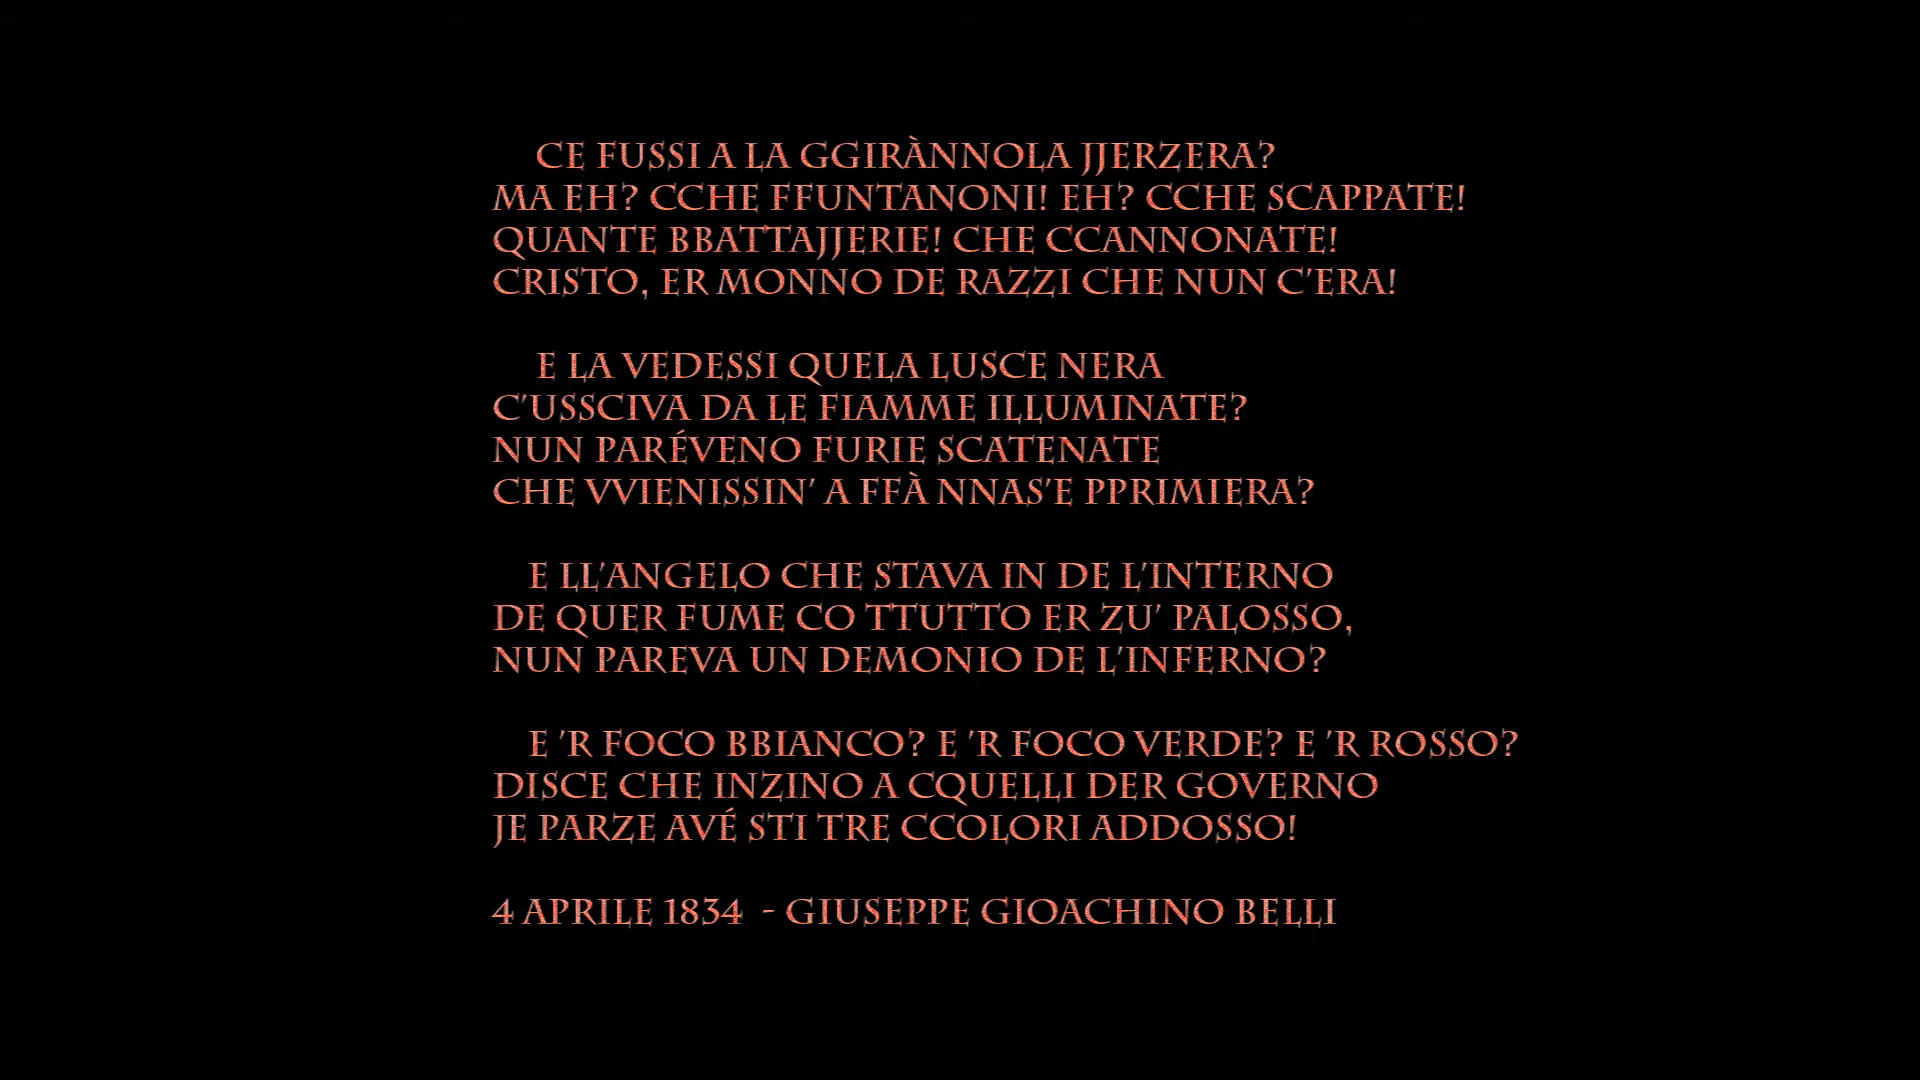 CE FUSSI A LA GGIRÀNNOLA JJERZERA?
MA EH? CCHE FFUNTANONI! EH? CCHE SCAPPATE!
QUANTE BBATTAJJERIE! CHE CCANNONATE!
CRISTO, ER MONNO DE RAZZI CHE NUN C'ERA!
E LA VEDESSI QUELA LUSCE NERA
C'USSCIVA DA LE FIAMME ILLUMINATE?
NUN PARÉVENO FURIE SCATENATE
CHE VVIENISSIN' A FFÀ NNAS'E PPRIMIERA?
E LL'ANGELO CHE STAVA IN DE L'INTERNO
DE QUER FUME CO TTUTTO ER ZU' PALOSSO,
NUN PAREVA UN DEMONIO DE L'INFERNO?
E 'R FOCO BBIANCO? E 'R FOCO VERDE? E 'R ROSSO?
DISCE CHE INZINO A CQUELLI DER GOVERNO
JE PARZE AVÉ STI TRE CCOLORI ADDOSSO!
4 APRILE 1834 - GIUSEPPE GIOACHINO BELLI